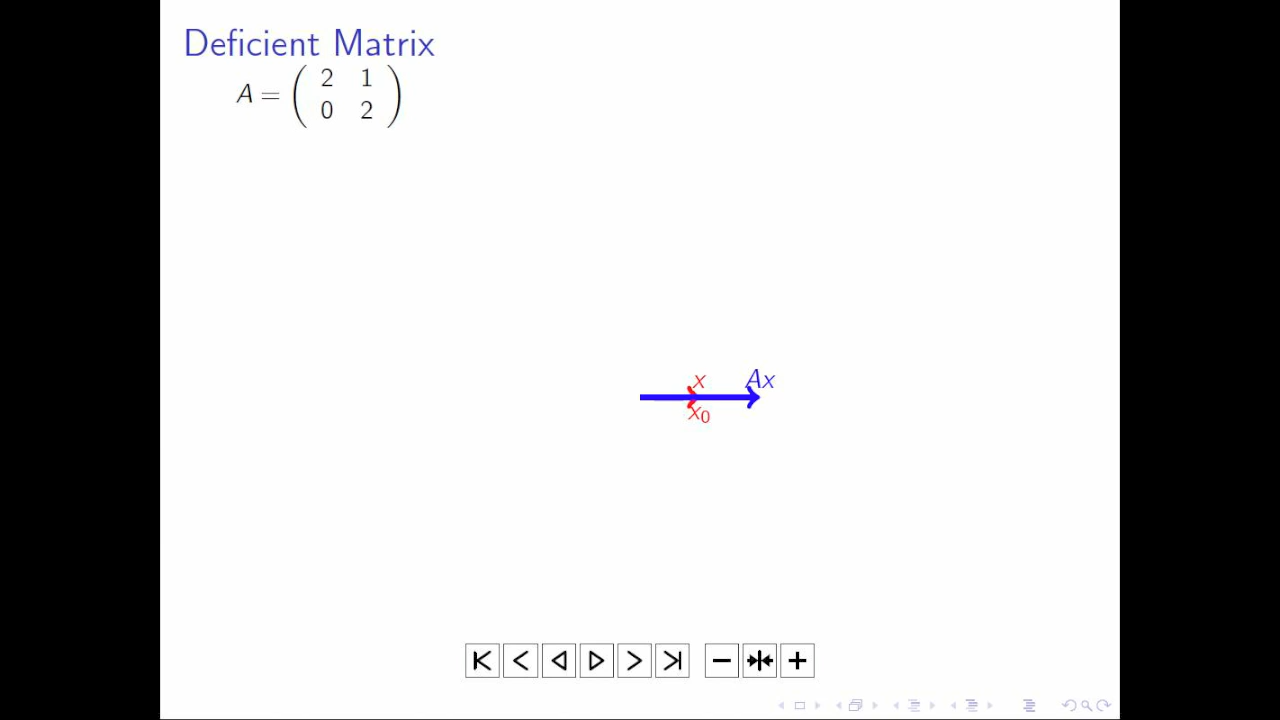 Deficient Matrix
A = ( 2 1
0 2 )
x Ax
x₀